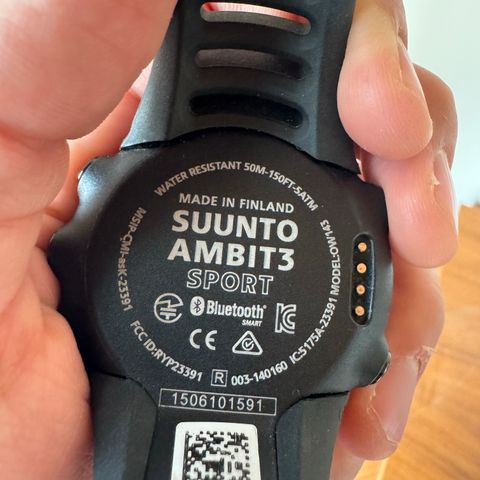 WATER RESISTANT 50M-150FT-5ATM
MADE IN FINLAND
SUUNTO
AMBIT3
SPORT
Bluetooth
SMART
CE
R 003-140160
MSIP-CMI-asK-23391
FCC ID:RYP23391
IC:5175A-23391 MODEL:OW143
1506101591